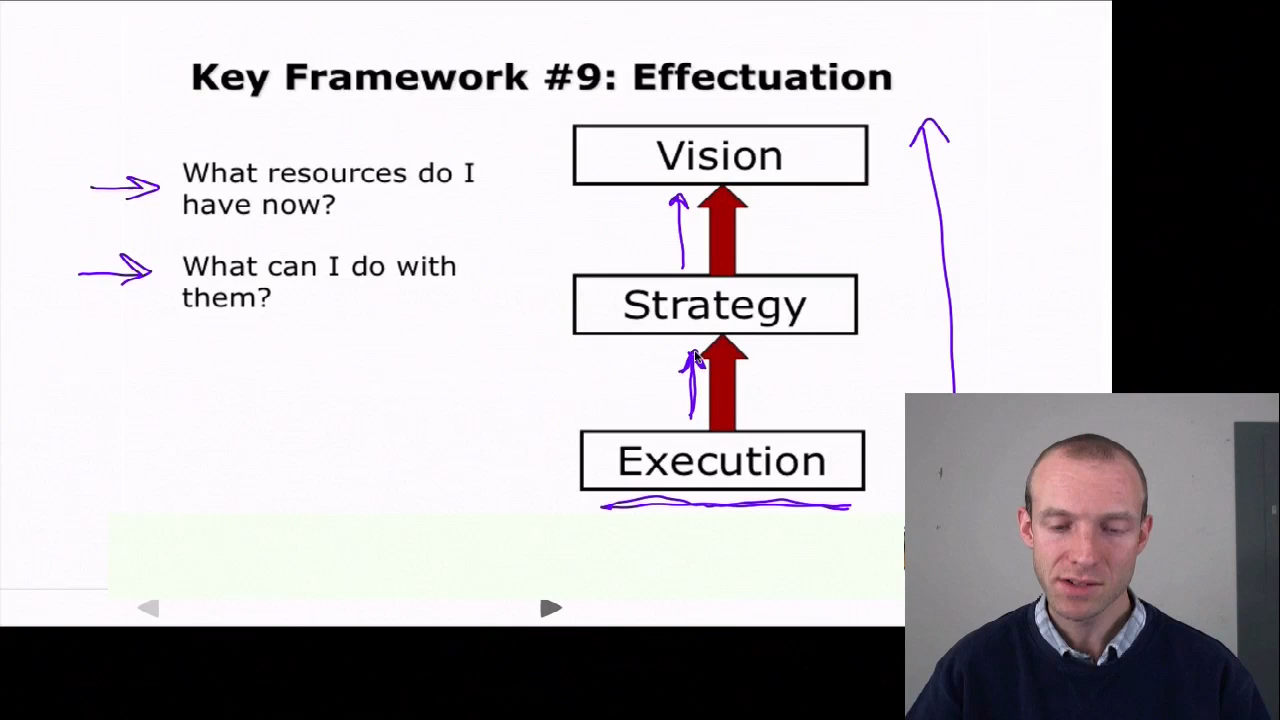 Key Framework #9: Effectuation
What resources do I
have now?
What can I do with
them?
Vision
Strategy
Execution